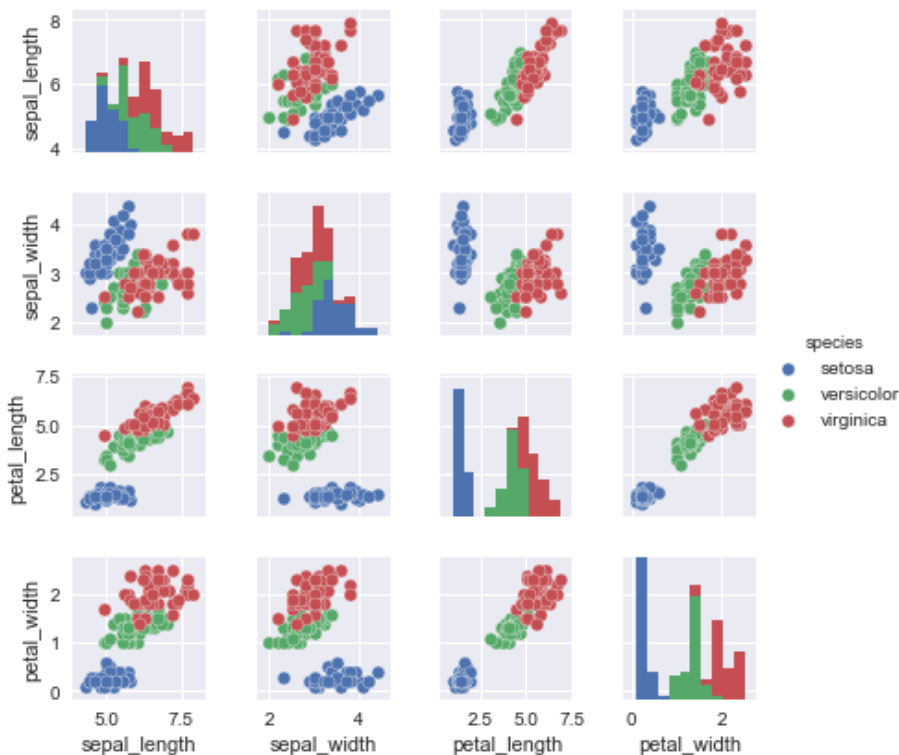 8
6
4
sepal_length
4
3
2
sepal_width
species
setosa
versicolor
virginica
7.5
5.0
2.5
petal_length
2
1
0
petal_width
5.0 7.5
2 4
2.5 5.0 7.5
0 2
sepal_length
sepal_width
petal_length
petal_width